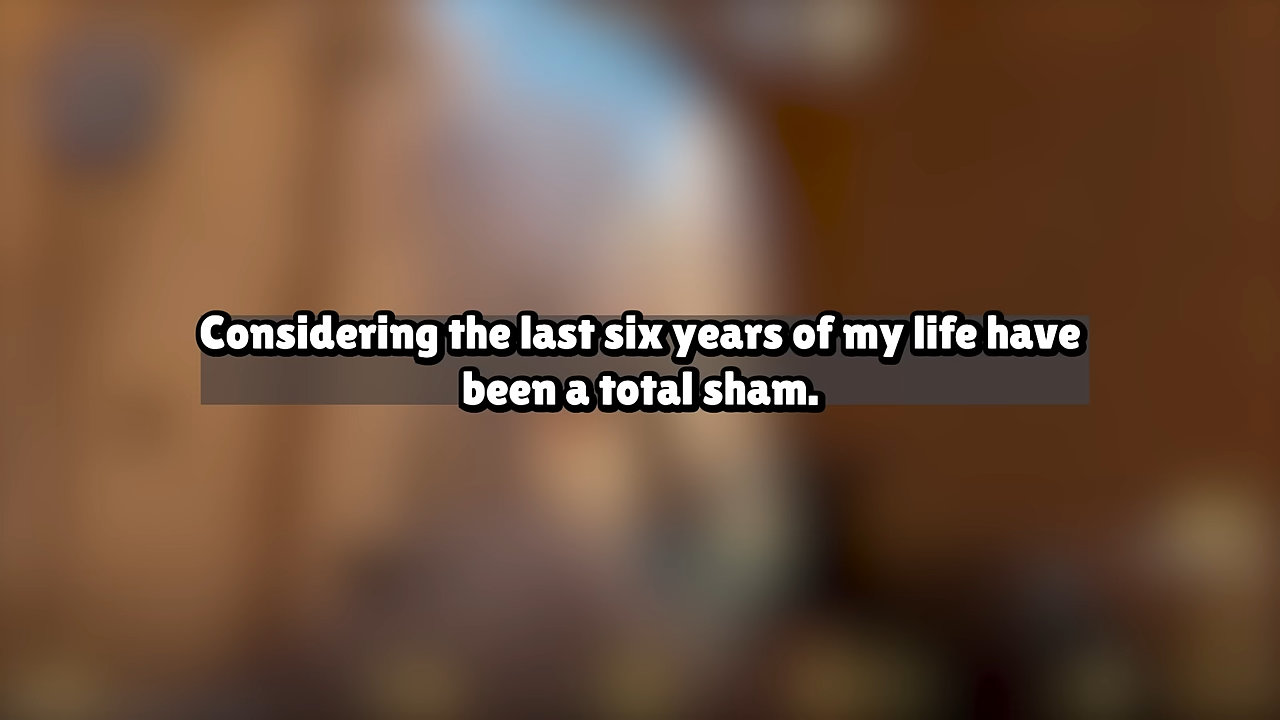 Considering the last six years of my life have
been a total sham.